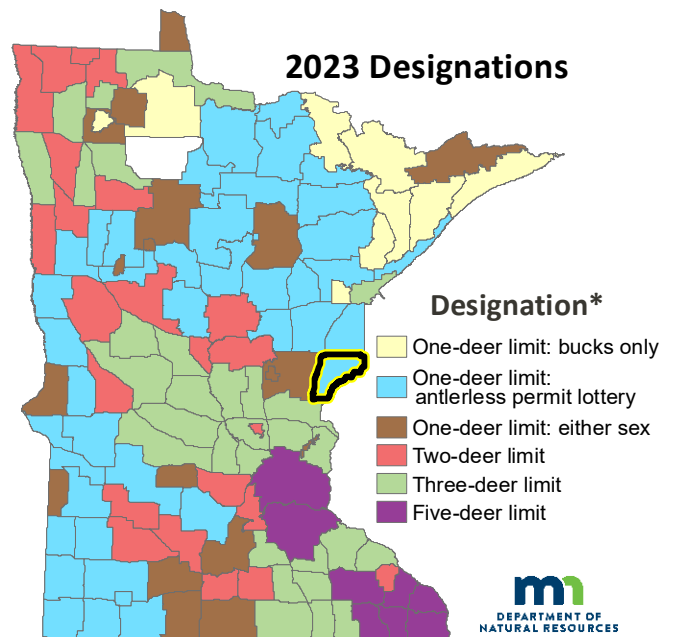 2023 Designations
Designation*
One-deer limit: bucks only
One-deer limit:
antlerless permit lottery
One-deer limit: either sex
Two-deer limit
Three-deer limit
Five-deer limit
mn
DEPARTMENT OF
NATURAL RESOURCES